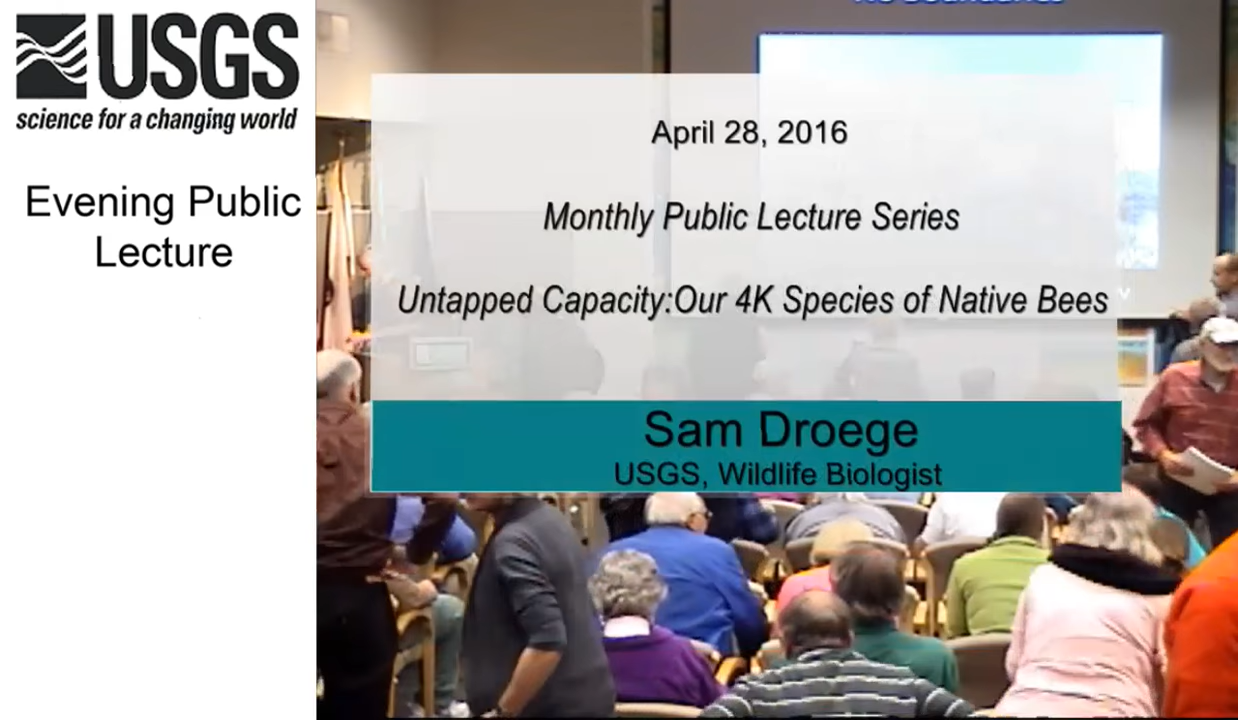 USGS
science for a changing world
Evening Public
Lecture
April 28, 2016
Monthly Public Lecture Series
Untapped Capacity:Our 4K Species of Native Bees
Sam Droege
USGS, Wildlife Biologist